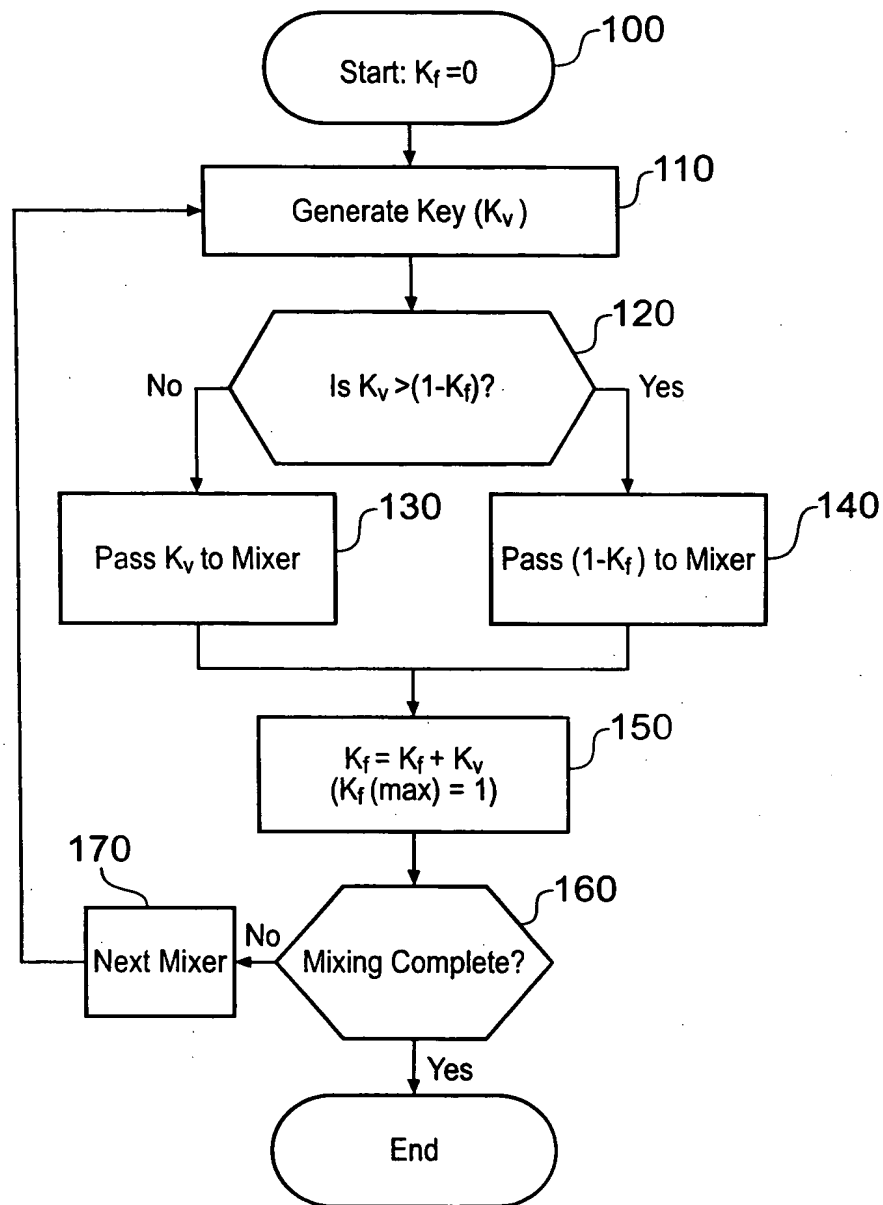 100
Start: Kf =0
110
Generate Key (Kv)
120
Is Kv >(1-Kf)?
No
Yes
130
140
Pass Kv to Mixer
Pass (1-Kf) to Mixer
150
Kf = Kf + Kv
(Kf (max) = 1)
170
160
No
Next Mixer
Mixing Complete?
Yes
End